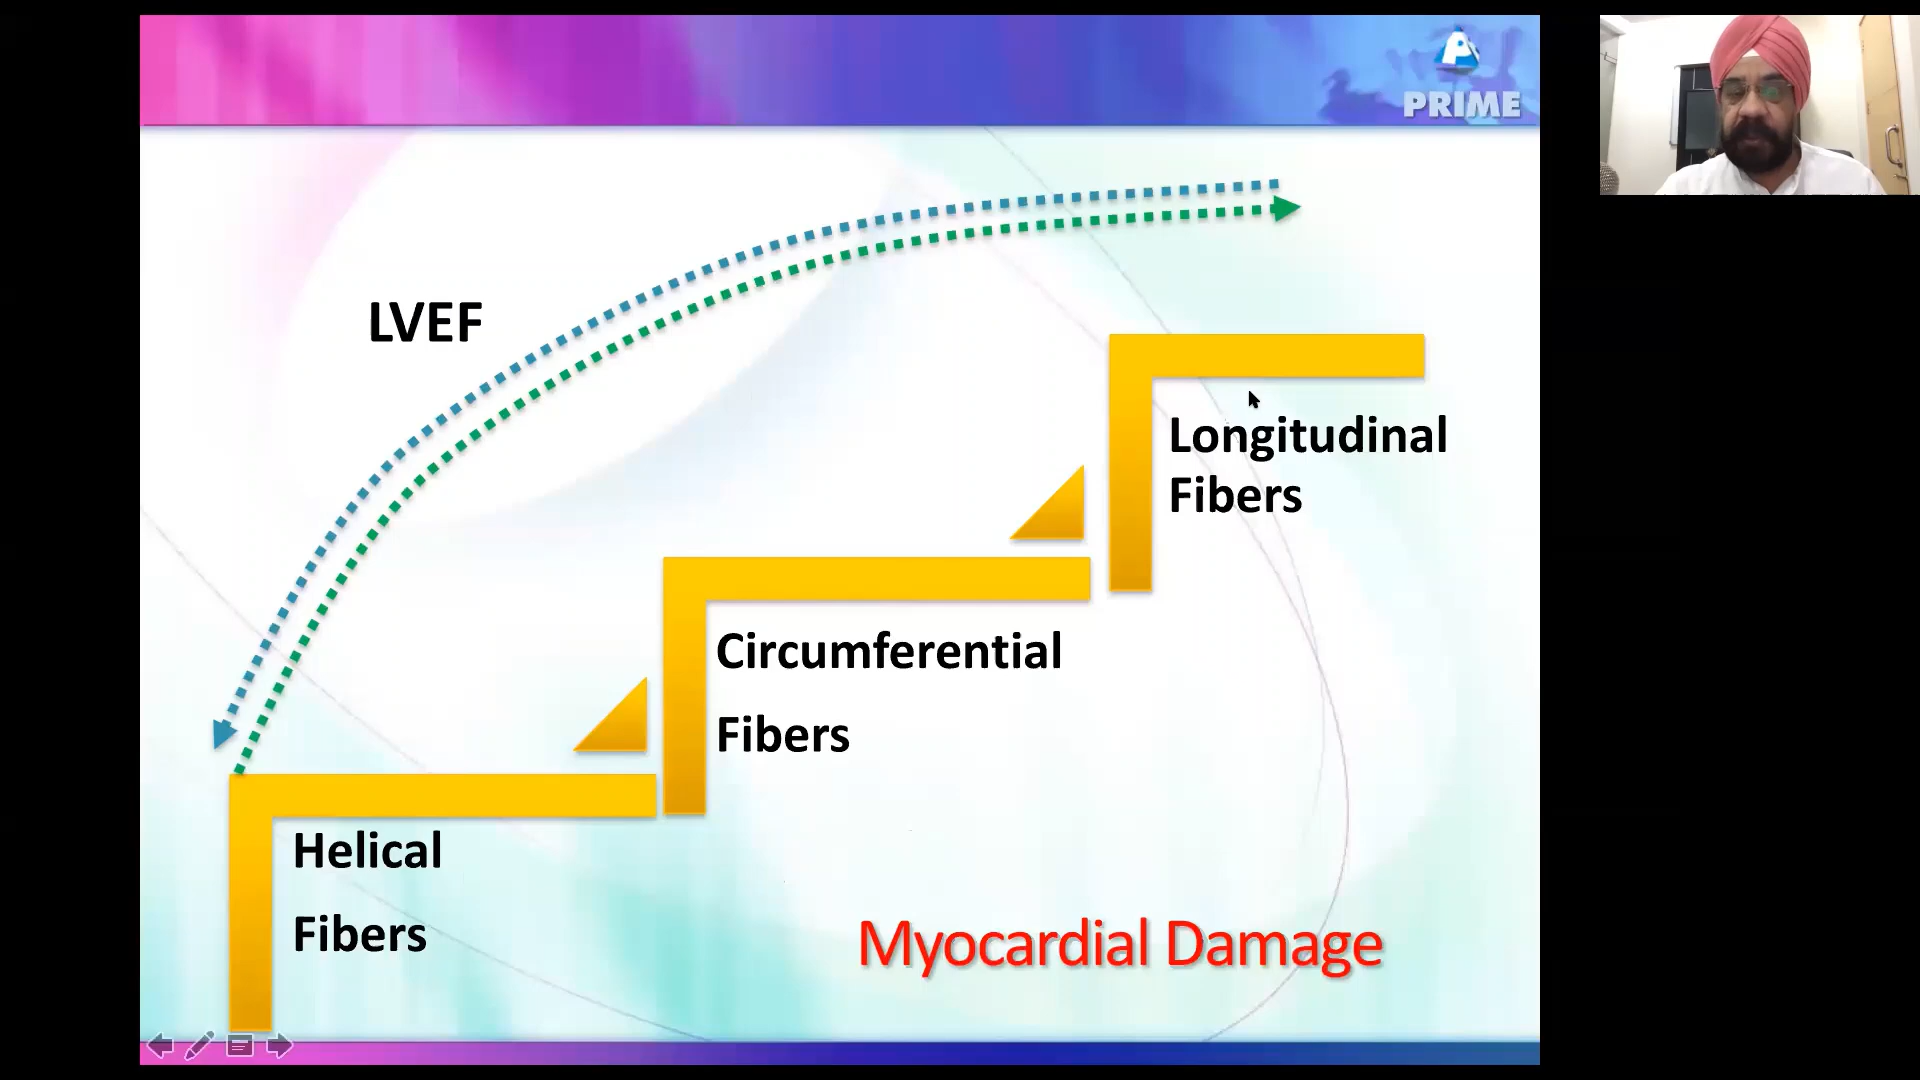 PRIME
LVEF
Longitudinal
Fibers
Circumferential
Fibers
Helical
Fibers
Myocardial Damage